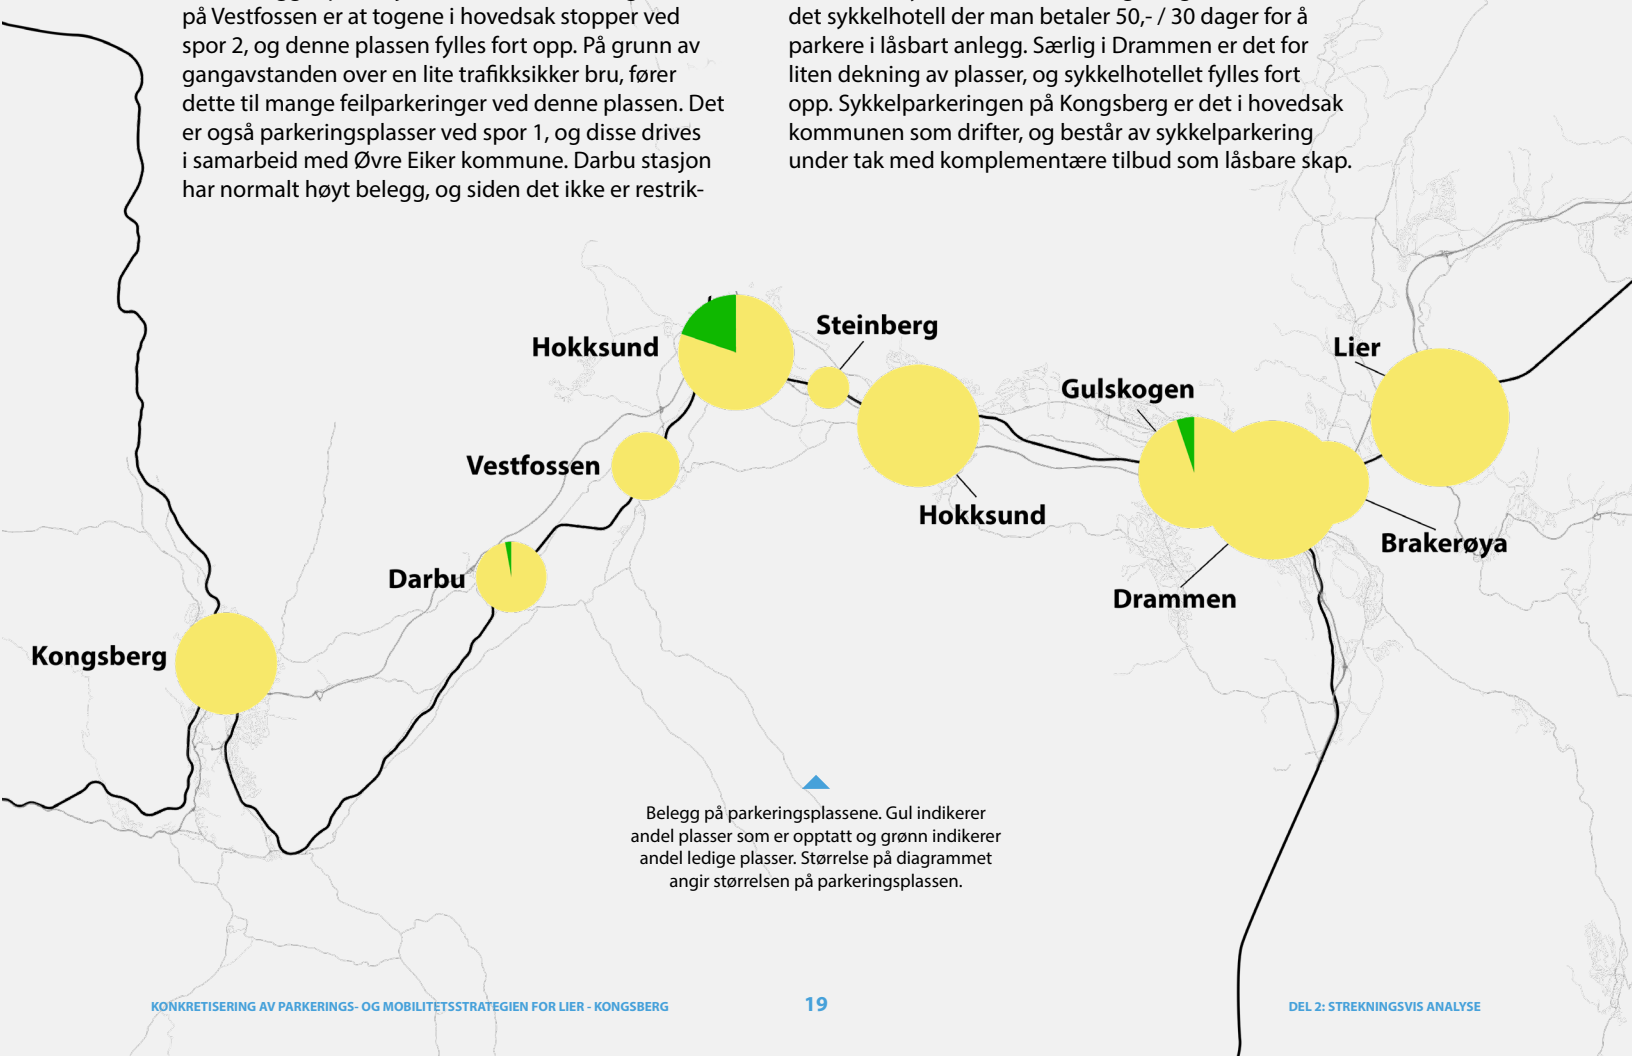 på Vestfossen er at togene i hovedsak stopper ved
spor 2, og denne plassen fylles fort opp. På grunn av
gangavstanden over en lite trafikksikker bru, fører
dette til mange feilparkeringer ved denne plassen. Det
er også parkeringsplasser ved spor 1, og disse drives
i samarbeid med Øvre Eiker kommune. Darbu stasjon
har normalt høyt belegg, og siden det ikke er restrik-
det sykkelhotell der man betaler 50,- / 30 dager for å
parkere i låsbart anlegg. Særlig i Drammen er det for
liten dekning av plasser, og sykkelhotellet fylles fort
opp. Sykkelparkeringen på Kongsberg er det i hovedsak
kommunen som drifter, og består av sykkelparkering
under tak med komplementære tilbud som låsbare skap.
Steinberg
Hokksund
Lier
Gulskogen
Vestfossen
Hokksund
Brakerøya
Darbu
Drammen
Kongsberg
Belegg på parkeringsplassene. Gul indikerer
andel plasser som er opptatt og grønn indikerer
andel ledige plasser. Størrelse på diagrammet
angir størrelsen på parkeringsplassen.
KONKRETISERING AV PARKERINGS- OG MOBILITETSSTRATEGIEN FOR LIER - KONGSBERG
19
DEL 2: STREKNINGSVIS ANALYSE